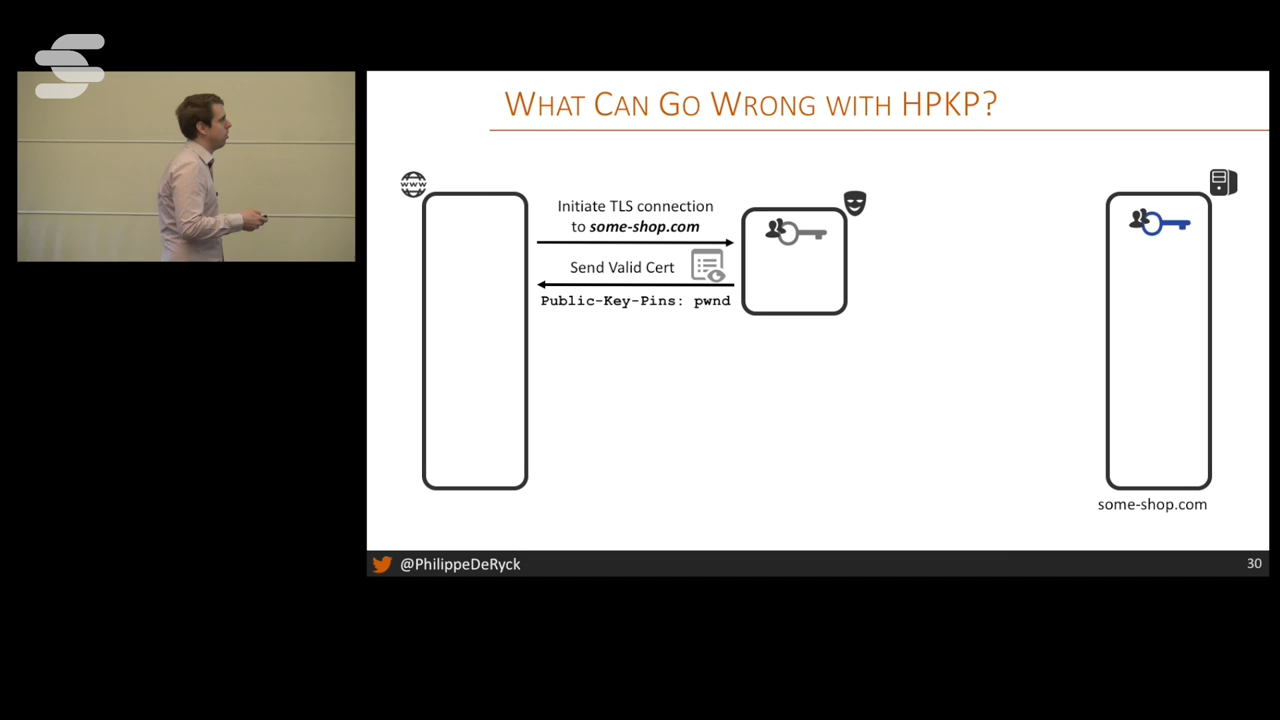 WHAT CAN GO WRONG WITH HPKP?
WWW
Initiate TLS connection
to some-shop.com
Send Valid Cert
Public-Key-Pins: pwnd
some-shop.com
@PhilippeDeRyck
30